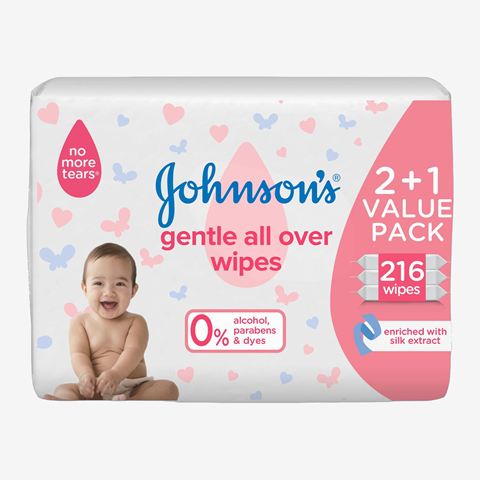 no
more
tears®
Johnson's®
gentle all over
wipes
0%
alcohol,
parabens
& dyes
2+1
VALUE
PACK
216
wipes
enriched with
silk extract